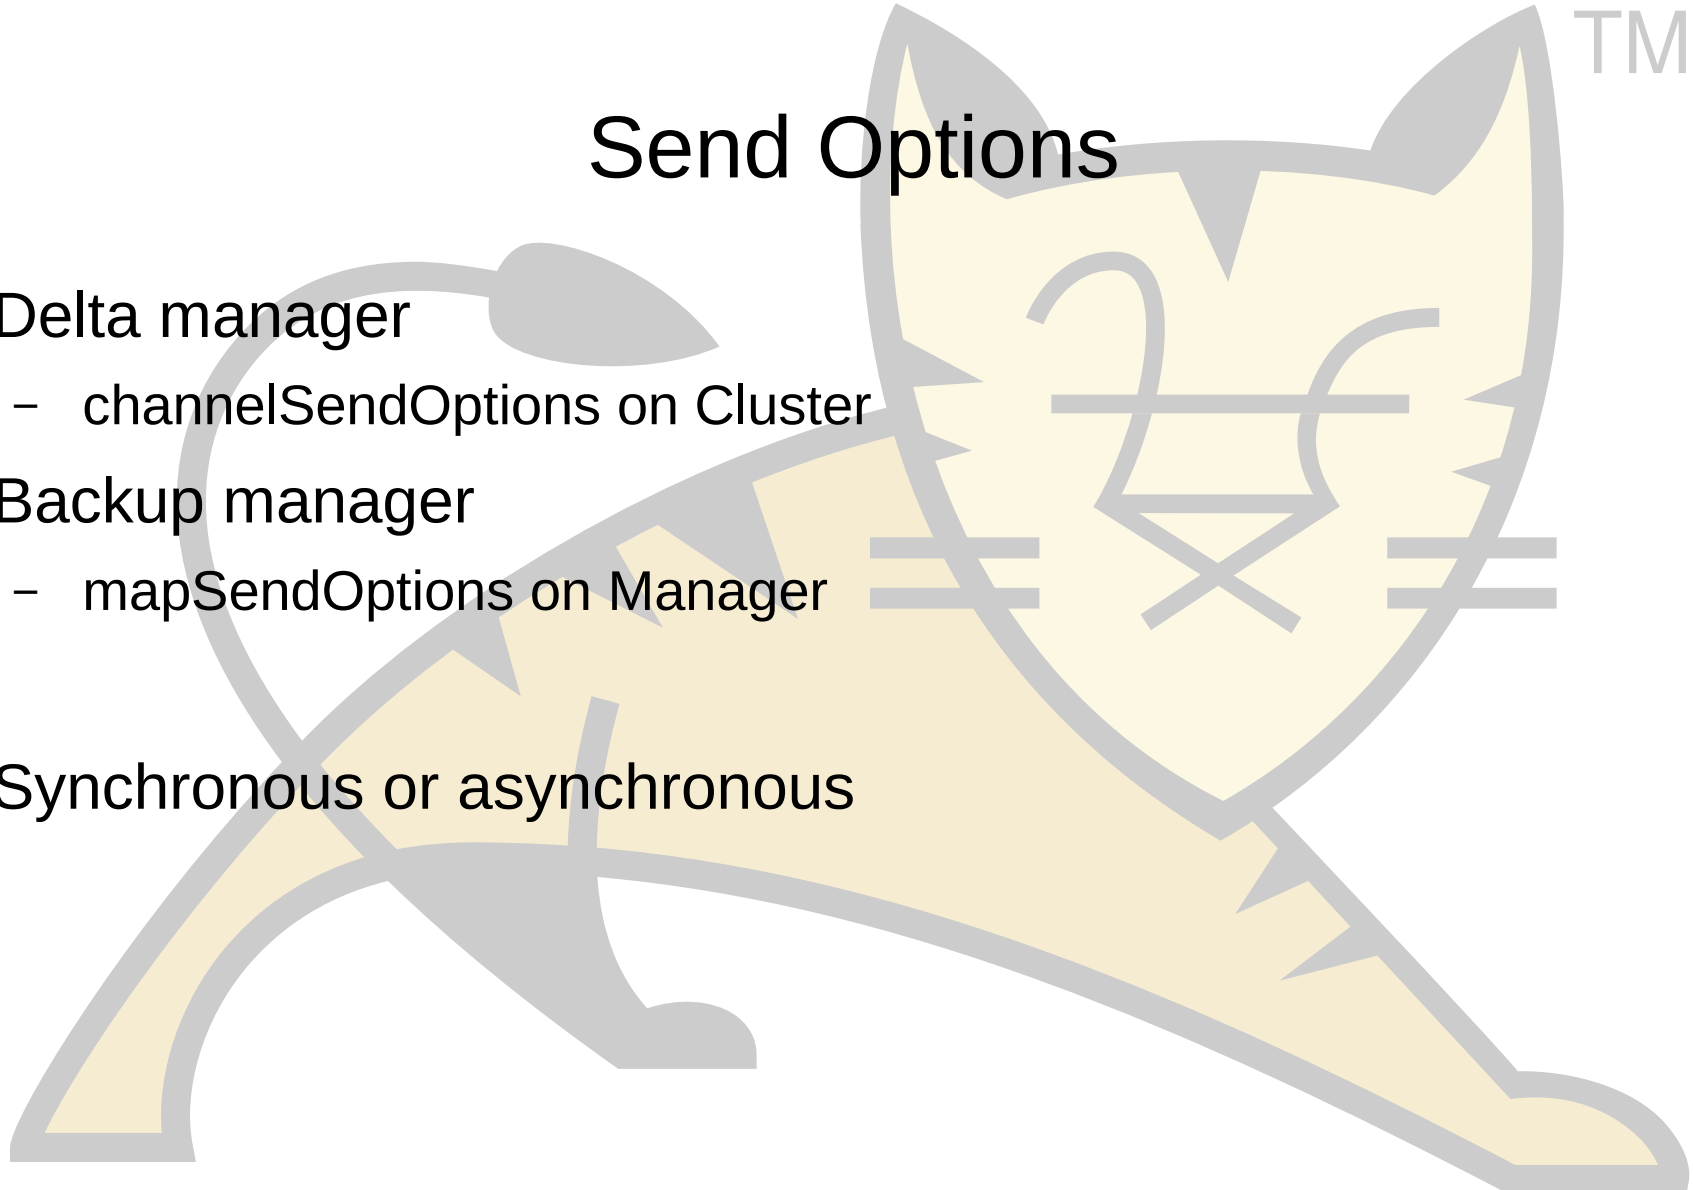 TM
Send Options
Delta manager
– channelSendOptions on Cluster
Backup manager
– mapSendOptions on Manager
Synchronous or asynchronous